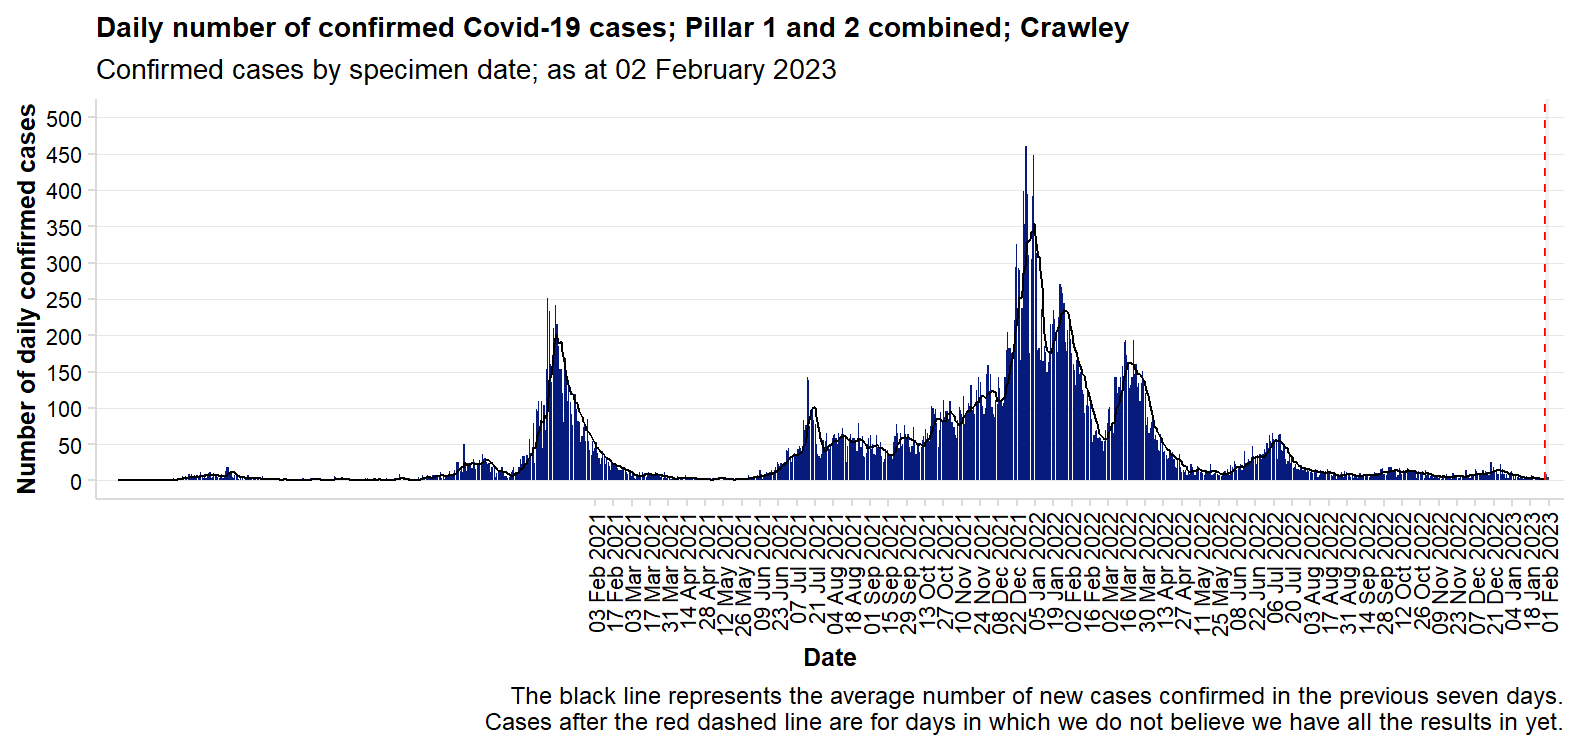 Daily number of confirmed Covid-19 cases; Pillar 1 and 2 combined; Crawley
Confirmed cases by specimen date; as at 02 February 2023
Number of daily confirmed cases
500
450
400
350
300
250
200
150
100
50
0
03 Feb 2021
17 Feb 2021
03 Mar 2021
17 Mar 2021
31 Mar 2021
14 Apr 2021
28 Apr 2021
12 May 2021
26 May 2021
09 Jun 2021
23 Jun 2021
07 Jul 2021
21 Jul 2021
04 Aug 2021
18 Aug 2021
01 Sep 2021
15 Sep 2021
29 Sep 2021
13 Oct 2021
27 Oct 2021
10 Nov 2021
24 Nov 2021
08 Dec 2021
22 Dec 2021
05 Jan 2022
19 Jan 2022
02 Feb 2022
16 Feb 2022
02 Mar 2022
16 Mar 2022
30 Mar 2022
13 Apr 2022
27 Apr 2022
11 May 2022
25 May 2022
08 Jun 2022
22 Jun 2022
06 Jul 2022
20 Jul 2022
03 Aug 2022
17 Aug 2022
31 Aug 2022
14 Sep 2022
28 Sep 2022
12 Oct 2022
26 Oct 2022
09 Nov 2022
23 Nov 2022
07 Dec 2022
21 Dec 2022
04 Jan 2023
18 Jan 2023
01 Feb 2023
Date
The black line represents the average number of new cases confirmed in the previous seven days.
Cases after the red dashed line are for days in which we do not believe we have all the results in yet.